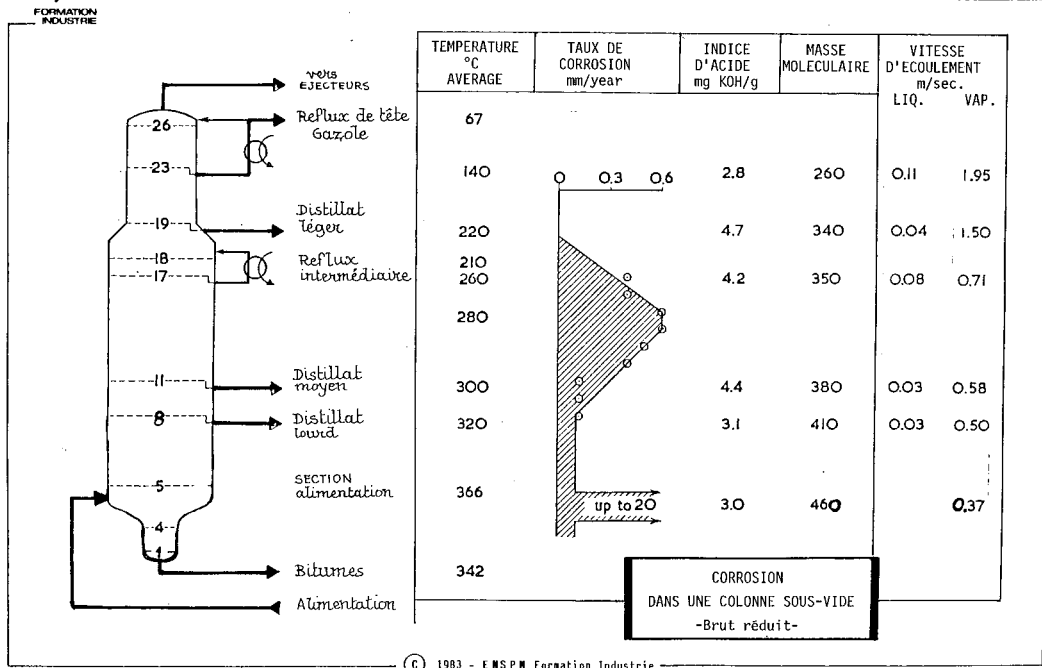 FORMATION
INDUSTRIE
TEMPERATURE
°C
AVERAGE
TAUX DE
CORROSION
mm/year
INDICE
D'ACIDE
mg KOH/g
MASSE
MOLECULAIRE
VITESSE
D'ECOULEMENT
m/sec.
LIQ. VAP.
vers
EJECTEURS
26
Reflux de tête
Gazole
67
23
140
0 0.3 0.6
2.8 260 0.11 1.95
19
Distillat
léger
220
4.7 340 0.04 1.50
18
Reflux
intermédiaire
210
17
260
4.2 350 0.08 0.71
280
11
Distillat
moyen
300
4.4 380 0.03 0.58
8
Distillat
lourd
320
3.1 410 0.03 0.50
5
SECTION
alimentation
366
up to 20
3.0 460 0.37
4
1
Bitumes
342
Alimentation
CORROSION
DANS UNE COLONNE SOUS-VIDE
-Brut réduit-
(C) 1983 - ENSPM Formation Industrie